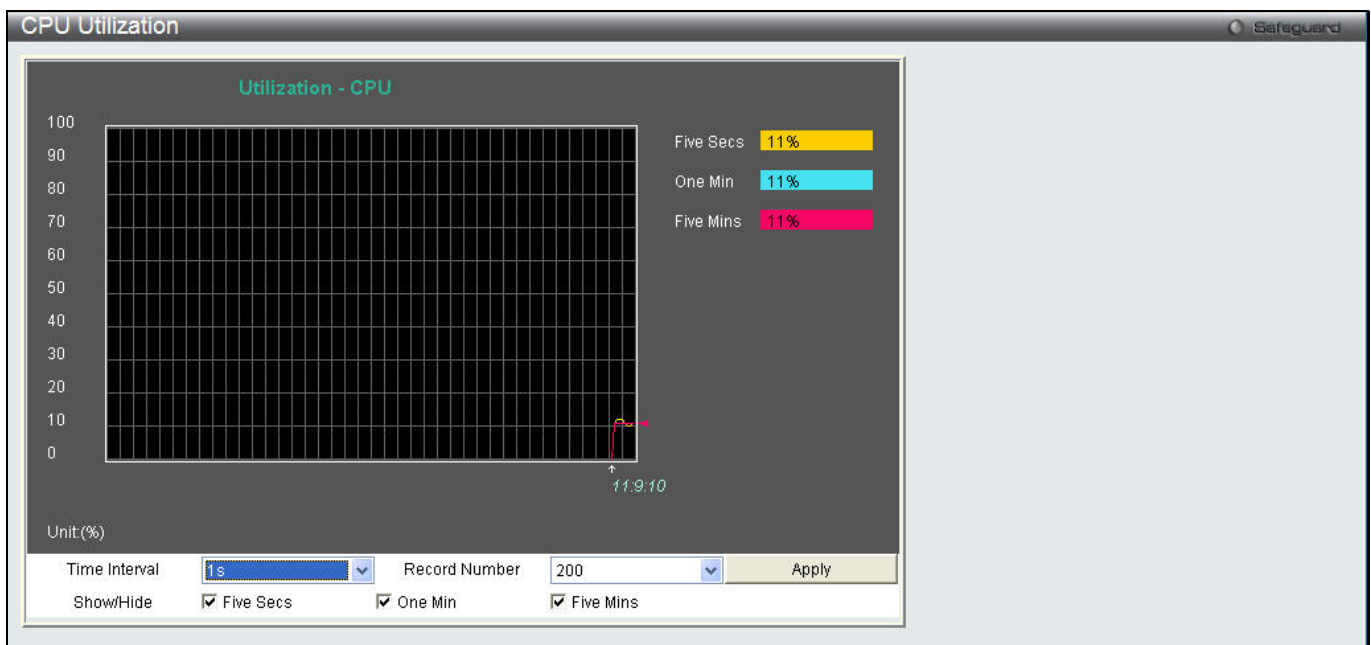 CPU Utilization
Safeguard
Utilization - CPU
100
90
80
70
60
50
40
30
20
10
0
Five Secs 11%
One Min 11%
Five Mins 11%
11:9:10
Unit:(%)
Time Interval 1s Record Number 200 Apply
Show/Hide Five Secs One Min Five Mins